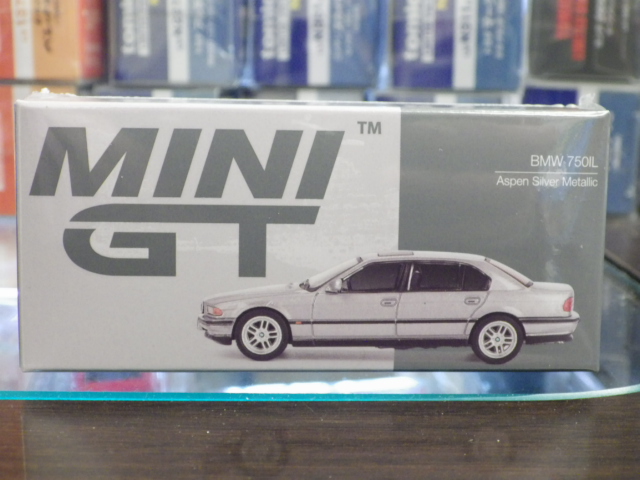 MINI
GT
TM
BMW 750IL
Aspen Silver Metallic